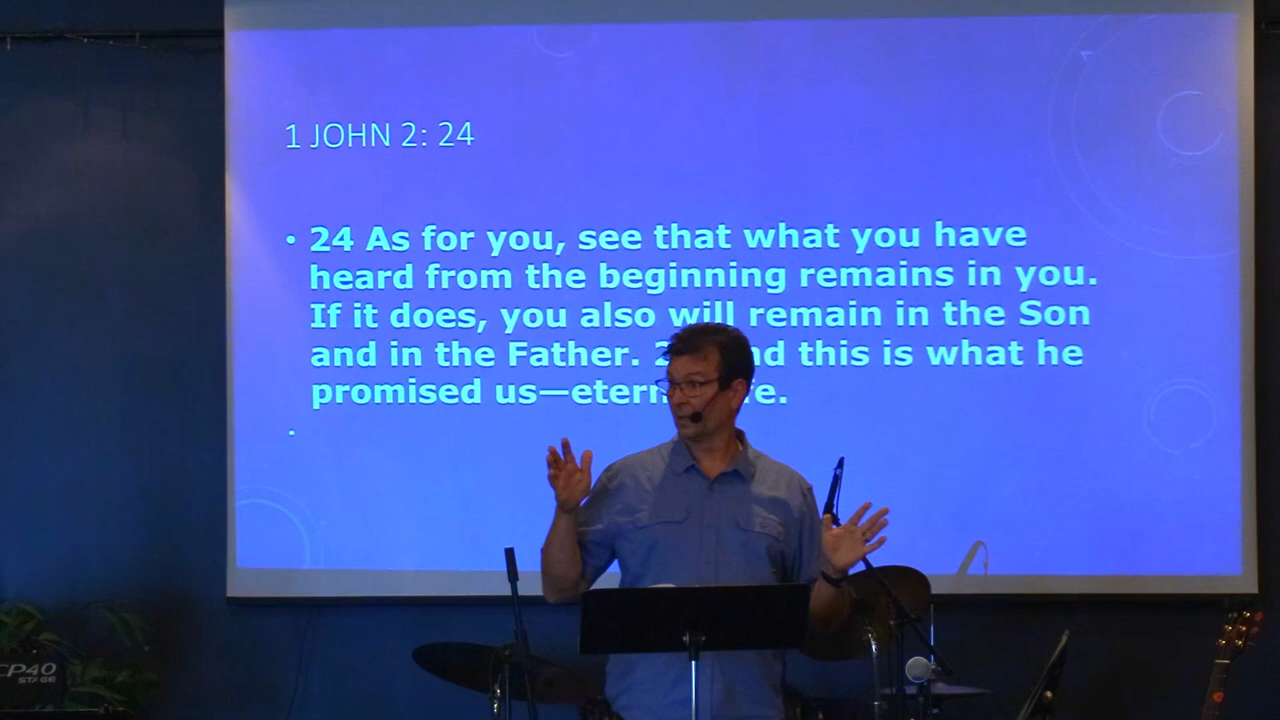 1 JOHN 2: 24
• 24 As for you, see that what you have
heard from the beginning remains in you.
If it does, you also will remain in the Son
and in the Father. this is what he
promised us
CP40
STAGE